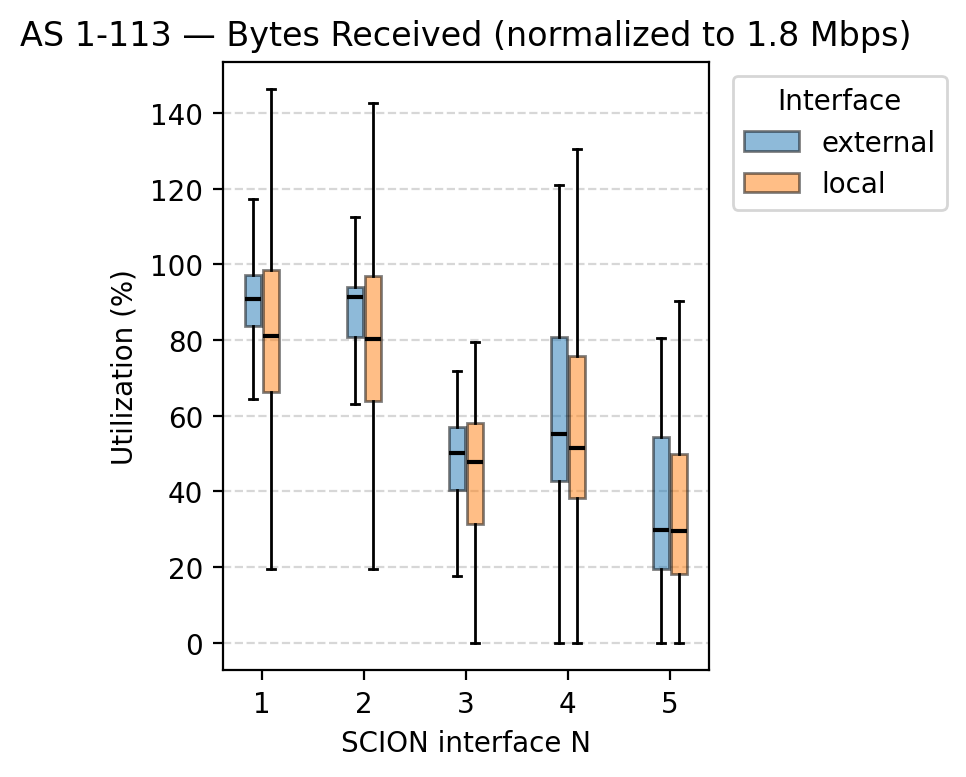 AS 1-113 — Bytes Received (normalized to 1.8 Mbps)
Interface
external
local
Utilization (%)
140
120
100
80
60
40
20
0
1 2 3 4 5
SCION interface N